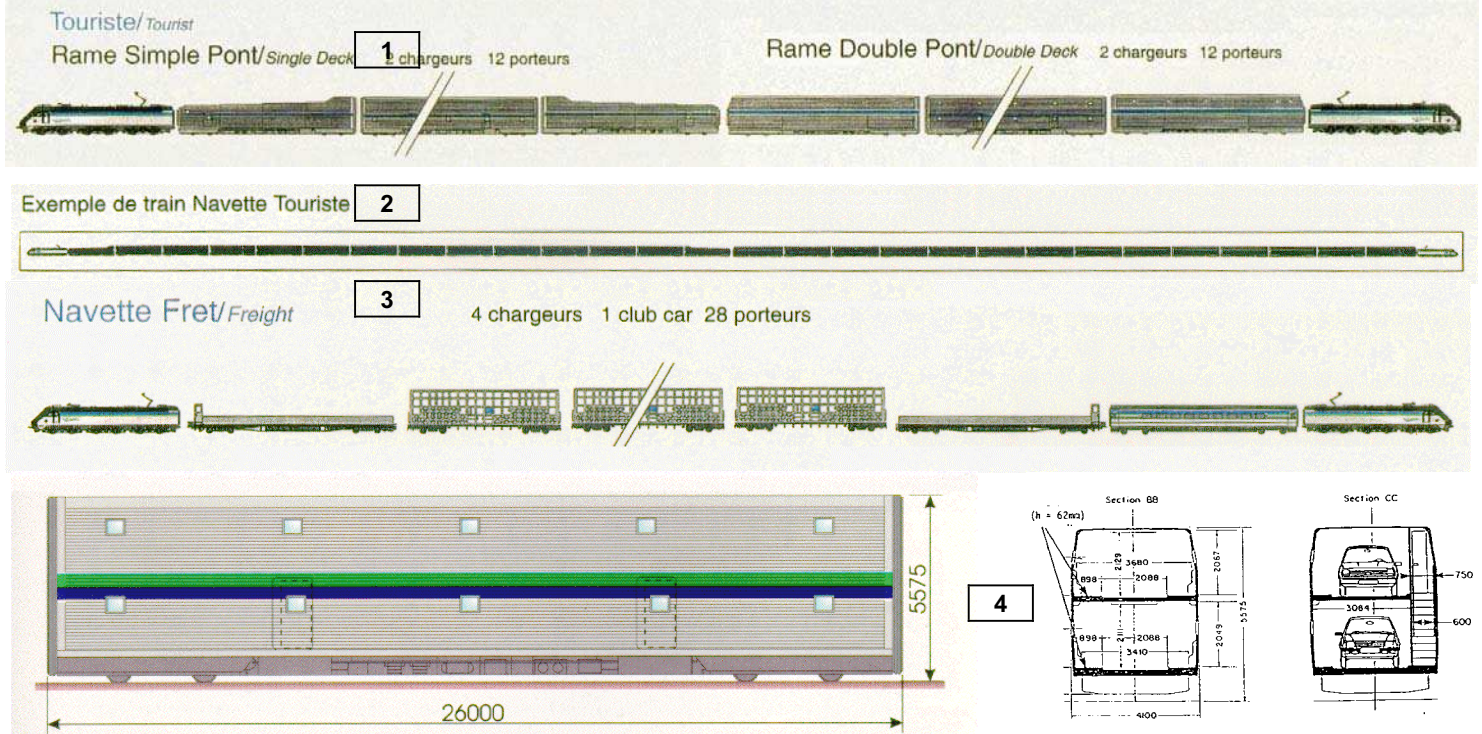 Touriste/Tourist
Rame Simple Pont/Single Deck 2 chargeurs 12 porteurs
1
Rame Double Pont/Double Deck 2 chargeurs 12 porteurs
Exemple de train Navette Touriste
2
Navette Fret/Freight
3
4 chargeurs 1 club car 28 porteurs
5575
26000
4
Section BB
(h = 62mm)
2129
3680
2067
898
2088
5575
2111
2088
2049
898
3410
4100
Section CC
750
3084
600